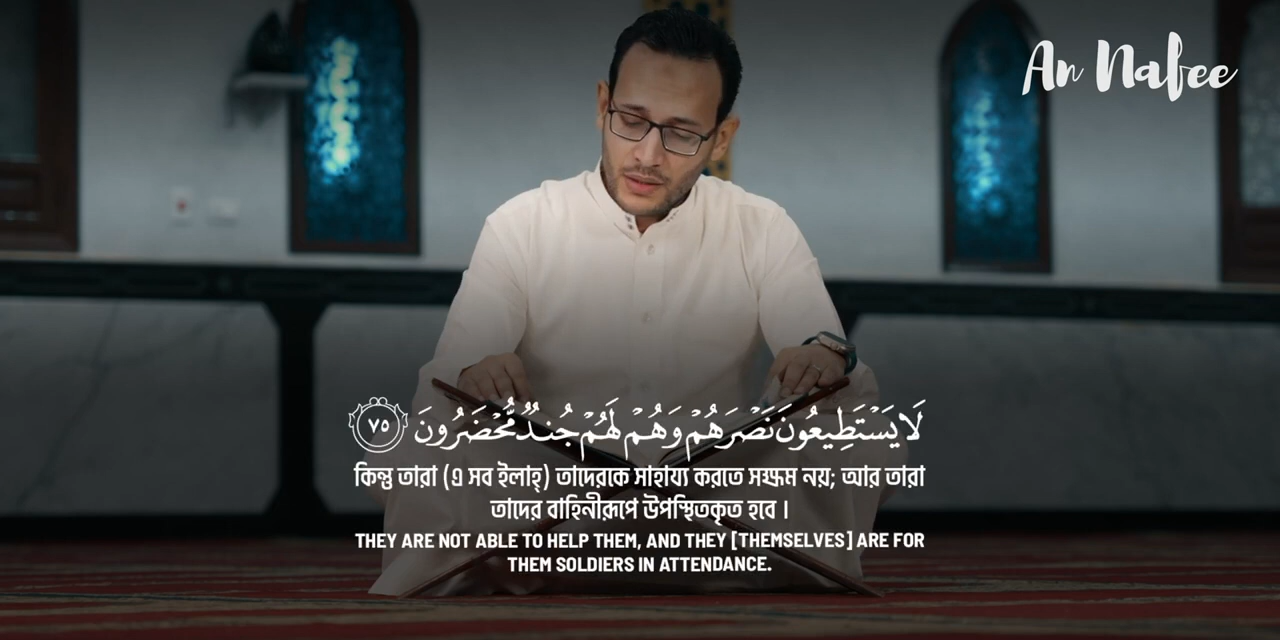 An Nafee
لَا يَسْتَطِيعُونَ نَصْرَهُمْ وَهُمْ لَهُمْ جُندٌ مُّحْضَرُونَ ٧٥
কিন্তু তারা (এ সব ইলাহ্) তাদেরকে সাহায্য করতে সক্ষম নয়; আর তারা
তাদের বাহিনীরূপে উপস্থিতকৃত হবে ।
THEY ARE NOT ABLE TO HELP THEM, AND THEY [THEMSELVES] ARE FOR
THEM SOLDIERS IN ATTENDANCE.